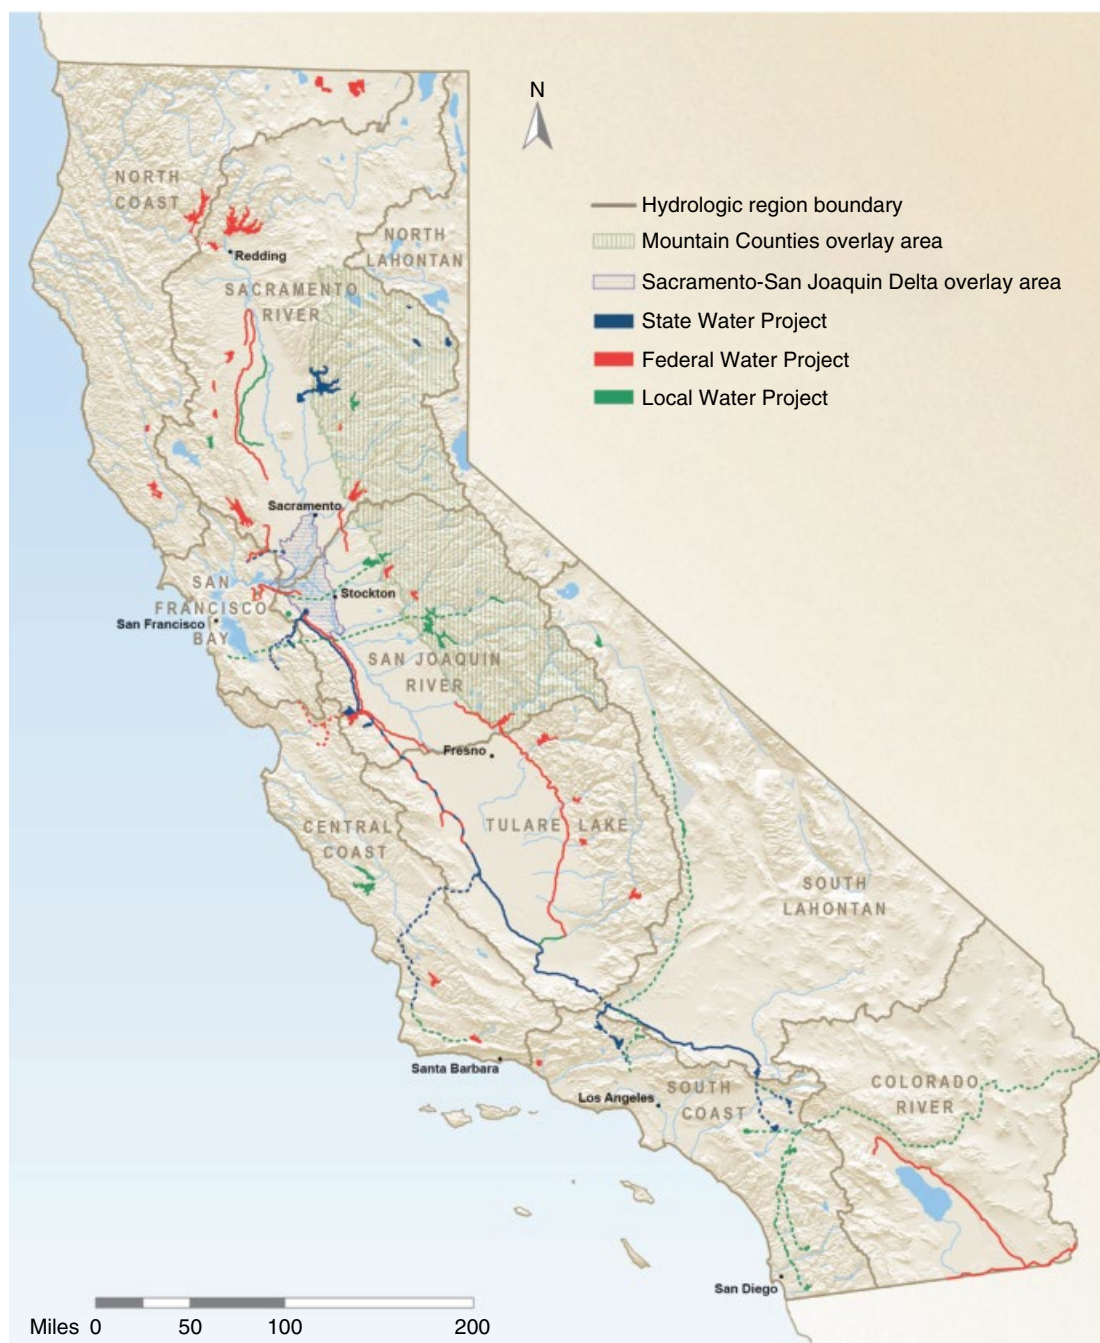 N
Hydrologic region boundary
Mountain Counties overlay area
Sacramento-San Joaquin Delta overlay area
State Water Project
Federal Water Project
Local Water Project
NORTH
COAST
Redding
NORTH
LAHONTAN
SACRAMENTO
RIVER
Sacramento
SAN
FRANCISCO
BAY
San Francisco
Stockton
SAN JOAQUIN
RIVER
Fresno
CENTRAL
COAST
TULARE LAKE
SOUTH
LAHONTAN
Santa Barbara
Los Angeles
SOUTH
COAST
COLORADO
RIVER
San Diego
Miles 0 50 100 200